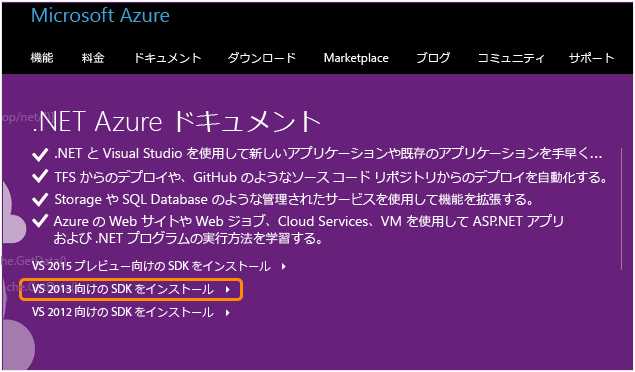 Microsoft Azure
機能 料金 ドキュメント ダウンロード Marketplace ブログ コミュニティ サポート
.NET Azure ドキュメント
.NET と Visual Studio を使用して新しいアプリケーションや既存のアプリケーションを手早く...
TFS からのデプロイや、GitHub のようなソース コード リポジトリからのデプロイを自動化する。
Storage や SQL Database のような管理されたサービスを使用して機能を拡張する。
Azure の Web サイトや Web ジョブ、Cloud Services、VM を使用して ASP.NET アプリ
および .NET プログラムの実行方法を学習する。
VS 2015 プレビュー向けの SDK をインストール
VS 2013 向けの SDK をインストール
VS 2012 向けの SDK をインストール